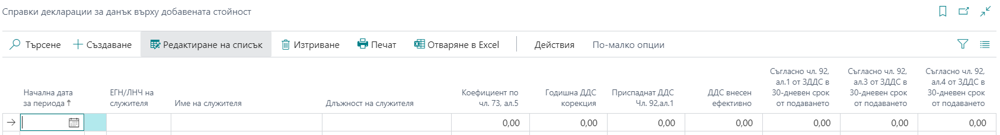 Справки декларации за данък върху добавената стойност
Търсене Създаване Редактиране на списък Изтриване Печат Отваряне в Excel Действия По-малко опции
Начална дата за периода ↑
ЕГН/ЛНЧ на служителя
Име на служителя
Длъжност на служителя
Коефициент по чл. 73, ал.5
Годишна ДДС корекция
Приспаднат ДДС Чл. 92,ал.1
ДДС внесен ефективно
Съгласно чл. 92, ал.1 от ЗДДС в 30-дневен срок от подаването
Съгласно чл. 92, ал.3 от ЗДДС в 30-дневен срок от подаването
Съгласно чл. 92, ал.4 от ЗДДС в 30-дневен срок от подаването
0,00 0,00 0,00 0,00 0,00 0,00 0,00